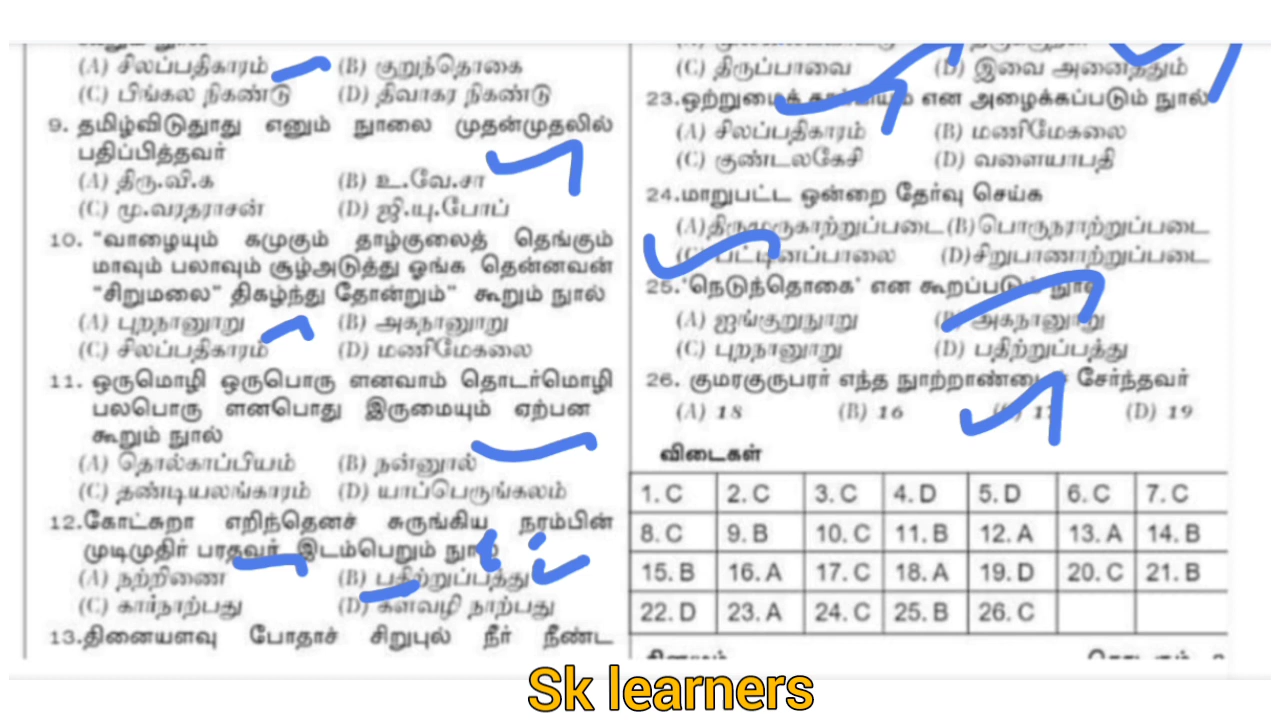 (A) சிலப்பதிகாரம் (B) குறுந்தொகை
(C) பிங்கல நிகண்டு (D) திவாகர நிகண்டு
9. தமிழ்விடுதூது எனும் நூலை முதன்முதலில்
பதிப்பித்தவர்
(A) திரு.வி.க (B) உ.வே.சா
(C) மு.வரதராசன் (D) ஜி.யு.போப்
10. "வாழையும் கமுகும் தாழ்குலைத் தெங்கும்
மாவும் பலாவும் சூழ்அடுத்து ஓங்க தென்னவன்
"சிறுமலை" திகழ்ந்து தோன்றும்" கூறும் நூல்
(A) புறநானூறு (B) அகநானூறு
(C) சிலப்பதிகாரம் (D) மணிமேகலை
11. ஒருமொழி ஒருபொரு ளனவாம் தொடர்மொழி
பலபொரு ளனபொது இருமையும் ஏற்பன
கூறும் நூல்
(A) தொல்காப்பியம் (B) நன்னூல்
(C) தண்டியலங்காரம் (D) யாப்பெருங்கலம்
12.கோட்சுறா எறிந்தெனச் சுருங்கிய நரம்பின்
முடிமுதிர் பரதவர் இடம்பெறும் நூல்
(A) நற்றிணை (B) பதிற்றுப்பத்து
(C) கார்நாற்பது (D) களவழி நாற்பது
13.தினையளவு போதாச் சிறுபுல் நீர் நீண்ட
(C) திருப்பாவை (D) இவை அனைத்தும்
23.ஒற்றுமைக் காப்பியம் என அழைக்கப்படும் நூல்
(A) சிலப்பதிகாரம் (B) மணிமேகலை
(C) குண்டலகேசி (D) வளையாபதி
24.மாறுபட்ட ஒன்றை தேர்வு செய்க
(A)திருமுருகாற்றுப்படை (B)பொருநராற்றுப்படை
(C) பட்டினப்பாலை (D)சிறுபாணாற்றுப்படை
25.'நெடுந்தொகை' என கூறப்படும் நூல்
(A) ஐங்குறுநூறு (B) அகநானூறு
(C) புறநானூறு (D) பதிற்றுப்பத்து
26. குமரகுருபரர் எந்த நூற்றாண்டைச் சேர்ந்தவர்
(A) 18 (B) 16 (C) 17 (D) 19
விடைகள்
1. C 2. C 3. C 4. D 5. D 6. C 7. C
8. C 9. B 10. C 11. B 12. A 13. A 14. B
15. B 16. A 17. C 18. A 19. D 20. C 21. B
22. D 23. A 24. C 25. B 26. C
Sk learners